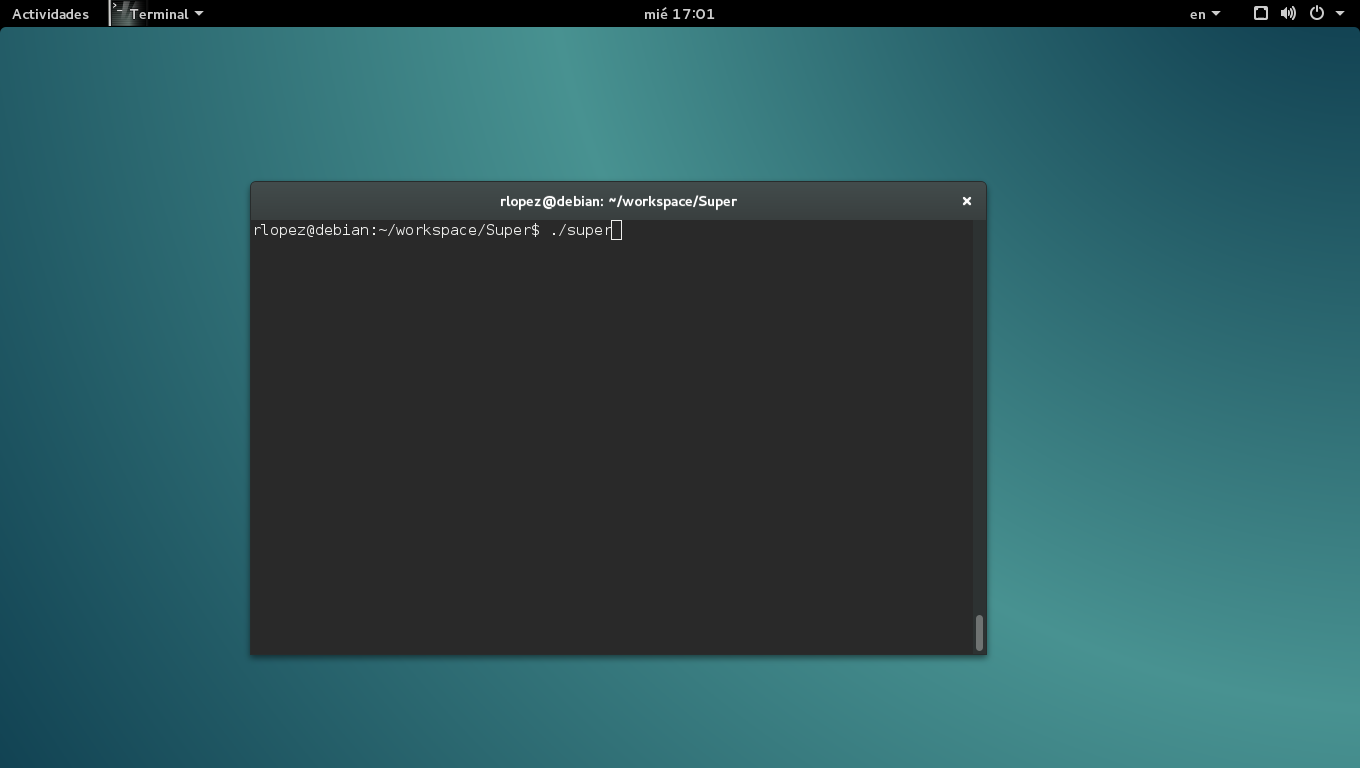 Actividades
Terminal
mié 17:01
en
rlopez@debian: ~/workspace/Super
rlopez@debian:~/workspace/Super$ ./super